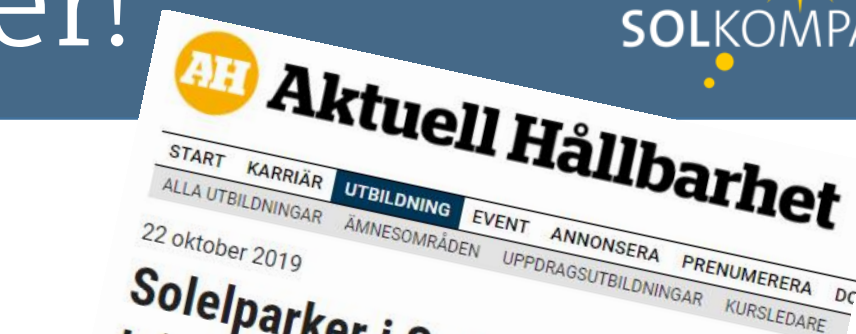 er!
SOLKOMPA
AH Aktuell Hållbarhet
START KARRIÄR UTBILDNING EVENT ANNONSERA PRENUMERERA DO
ALLA UTBILDNINGAR ÄMNESOMRÅDEN UPPDRAGSUTBILDNINGAR KURSLEDARE
22 oktober 2019
Solelparker i